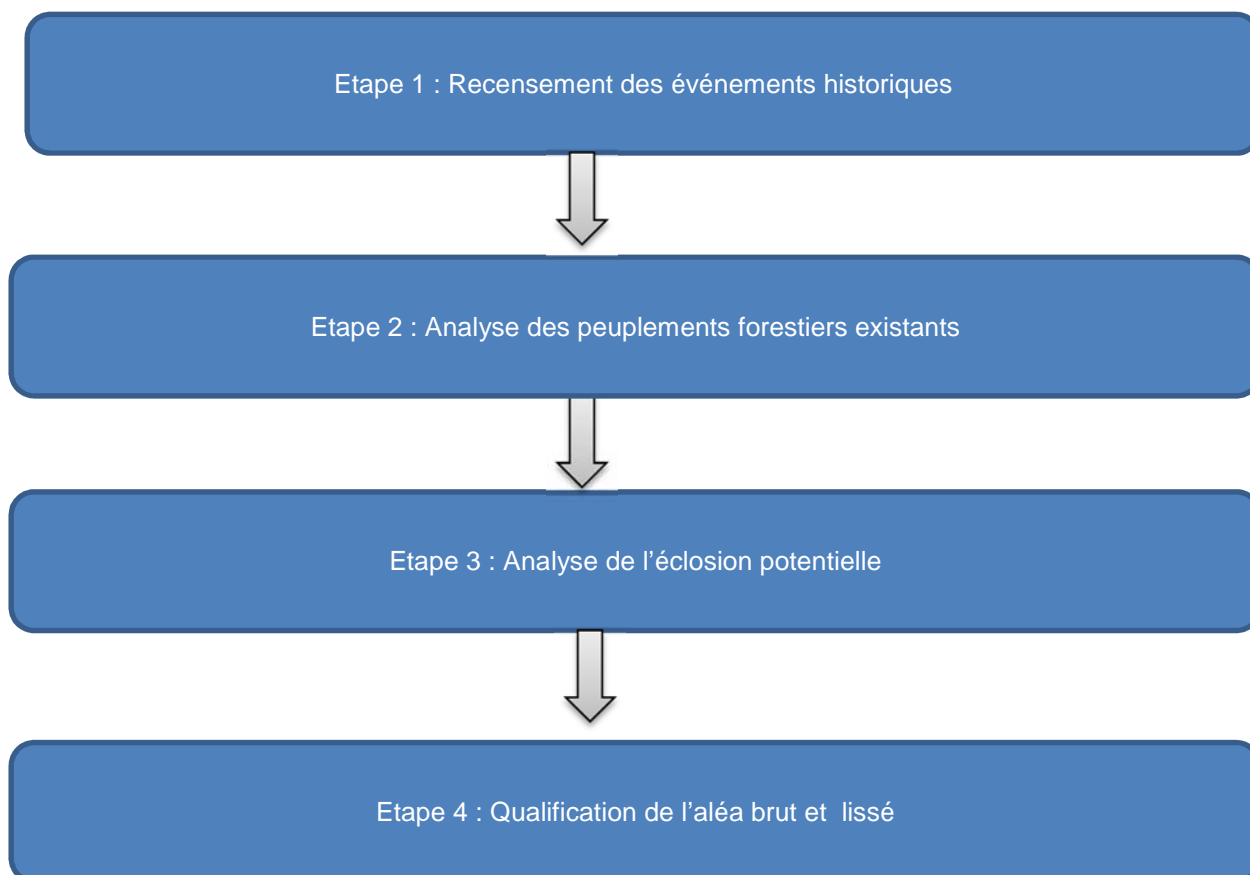 Etape 1 : Recensement des événements historiques
Etape 2 : Analyse des peuplements forestiers existants
Etape 3 : Analyse de l’éclosion potentielle
Etape 4 : Qualification de l’aléa brut et  lissé